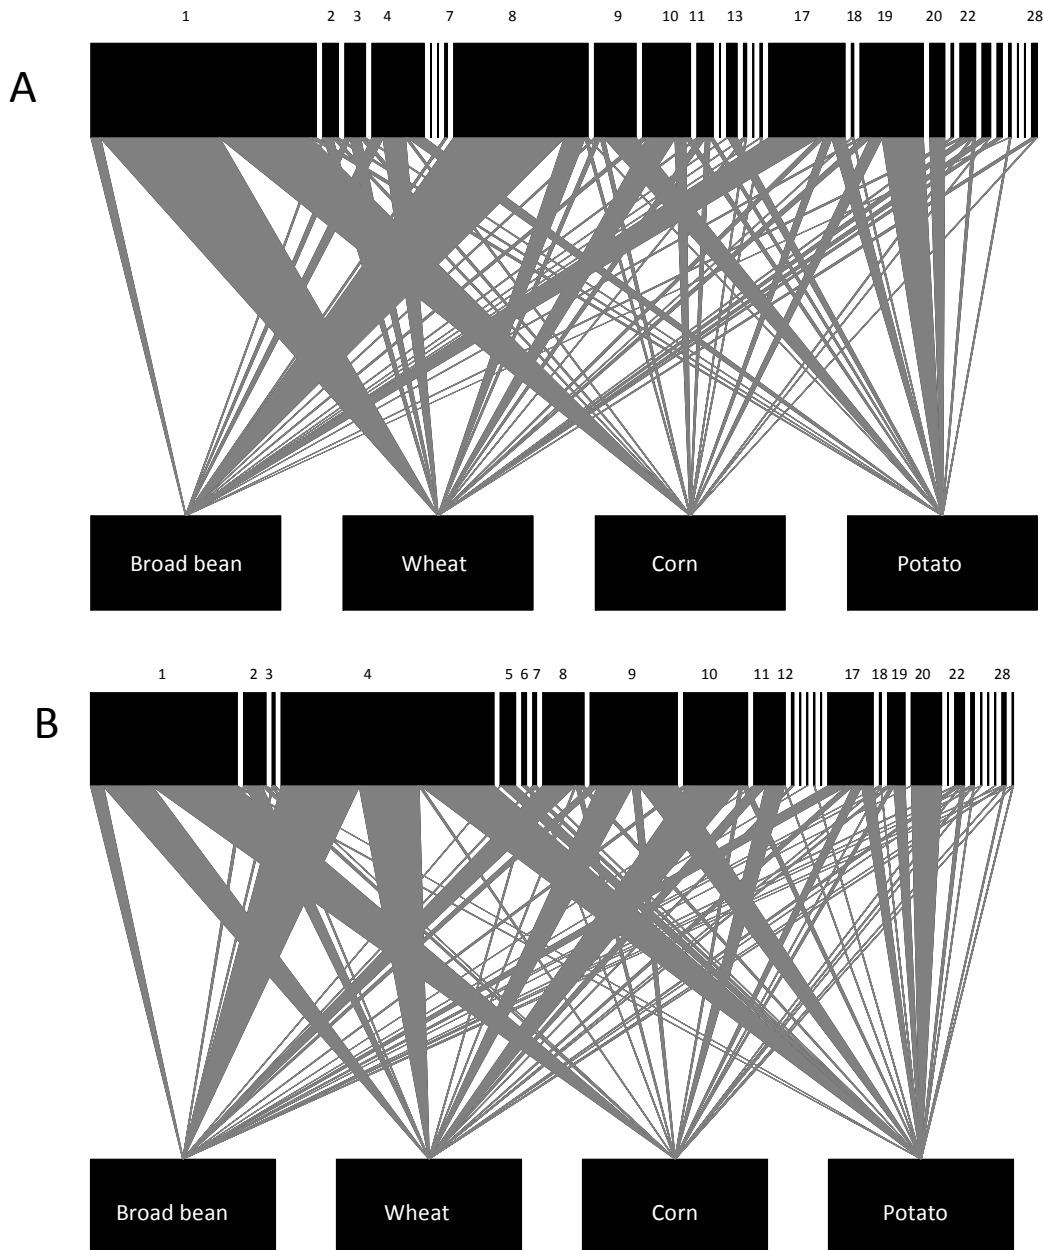 1 2 3 4 7 8 9 10 11 13 17 18 19 20 22 28
A
Broad bean Wheat Corn Potato
1 2 3 4 5 6 7 8 9 10 11 12 17 18 19 20 22 28
B
Broad bean Wheat Corn Potato